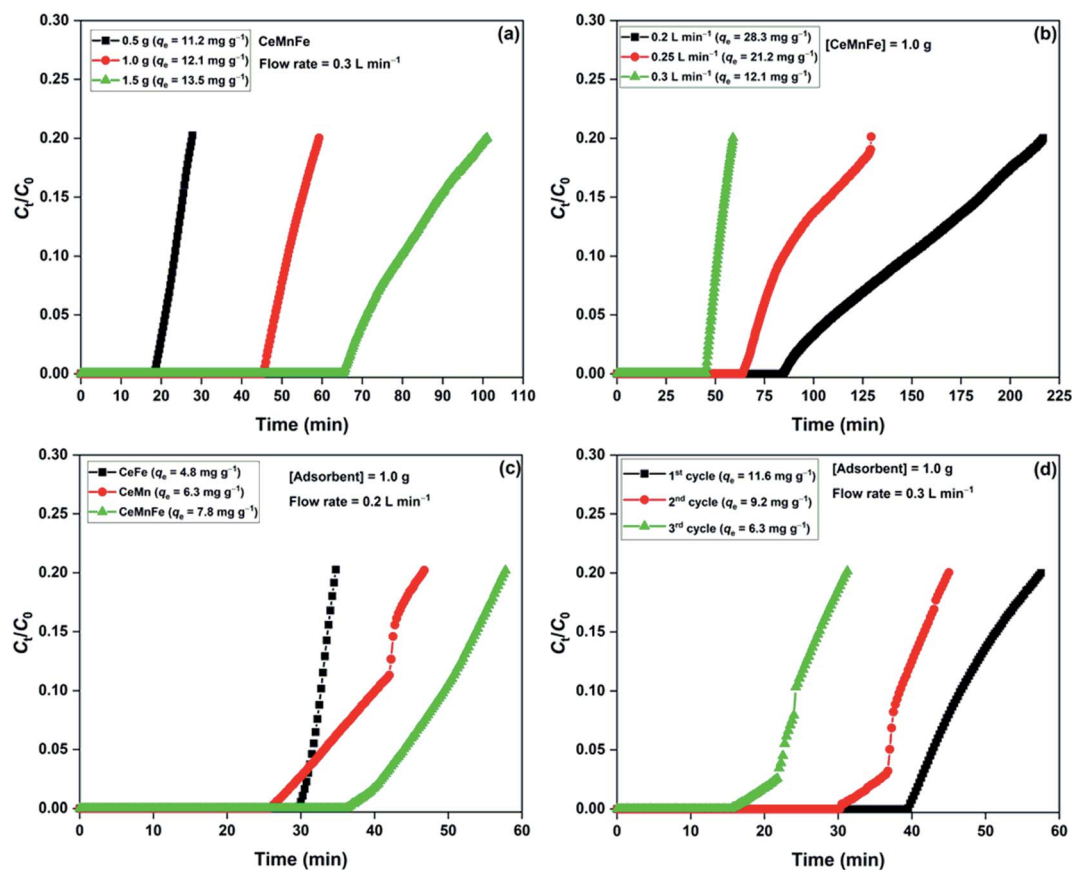 (a)
0.5 g (qe = 11.2 mg g⁻¹)
1.0 g (qe = 12.1 mg g⁻¹)
1.5 g (qe = 13.5 mg g⁻¹)
CeMnFe
Flow rate = 0.3 L min⁻¹
0.30
0.25
0.20
0.15
0.10
0.05
0.00
Ct/C0
0 10 20 30 40 50 60 70 80 90 100 110
Time (min)
(b)
0.2 L min⁻¹ (qe = 28.3 mg g⁻¹)
0.25 L min⁻¹ (qe = 21.2 mg g⁻¹)
0.3 L min⁻¹ (qe = 12.1 mg g⁻¹)
[CeMnFe] = 1.0 g
0.30
0.25
0.20
0.15
0.10
0.05
0.00
Ct/C0
0 25 50 75 100 125 150 175 200 225
Time (min)
(c)
CeFe (qe = 4.8 mg g⁻¹)
CeMn (qe = 6.3 mg g⁻¹)
CeMnFe (qe = 7.8 mg g⁻¹)
[Adsorbent] = 1.0 g
Flow rate = 0.2 L min⁻¹
0.30
0.25
0.20
0.15
0.10
0.05
0.00
Ct/C0
0 10 20 30 40 50 60
Time (min)
(d)
1st cycle (qe = 11.6 mg g⁻¹)
2nd cycle (qe = 9.2 mg g⁻¹)
3rd cycle (qe = 6.3 mg g⁻¹)
[Adsorbent] = 1.0 g
Flow rate = 0.3 L min⁻¹
0.30
0.25
0.20
0.15
0.10
0.05
0.00
Ct/C0
0 10 20 30 40 50 60
Time (min)